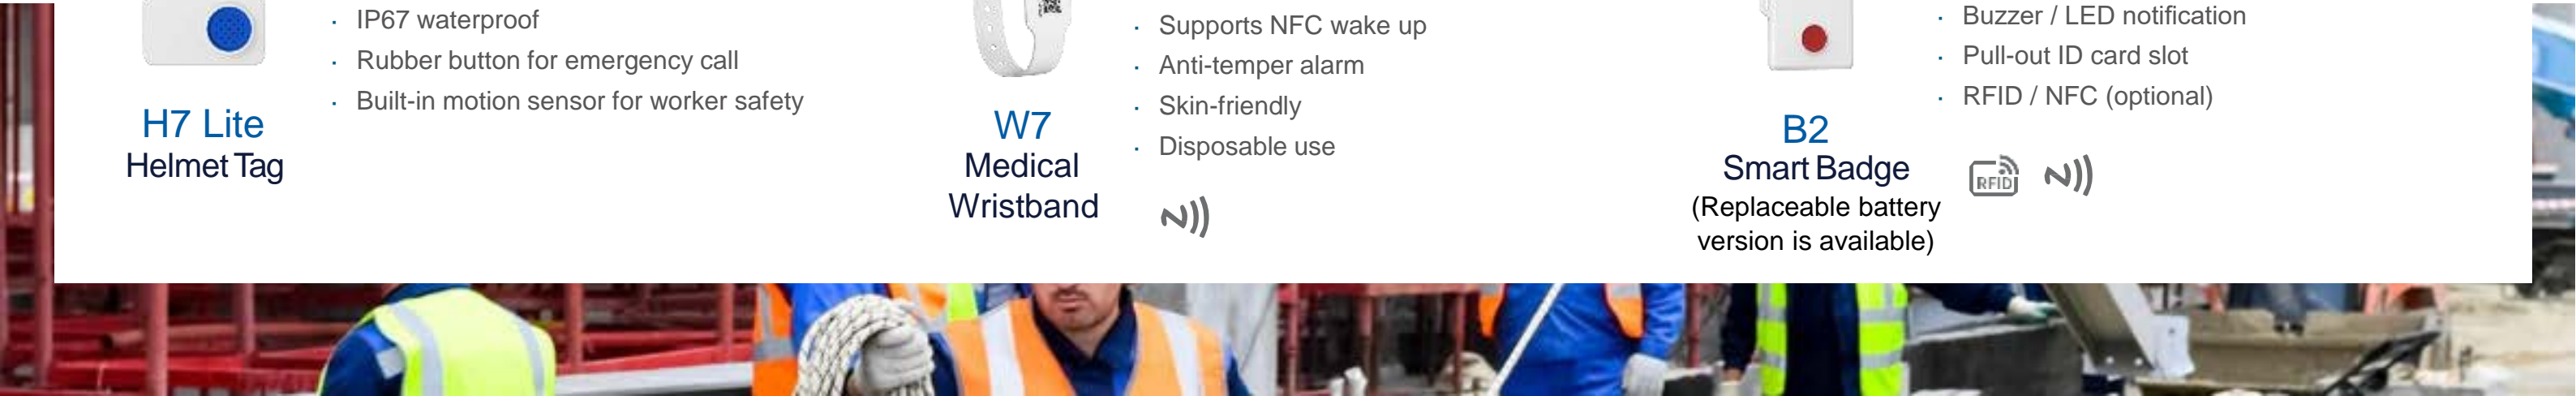 · IP67 waterproof
· Rubber button for emergency call
· Built-in motion sensor for worker safety
H7 Lite
Helmet Tag
· Supports NFC wake up
· Anti-temper alarm
· Skin-friendly
· Disposable use
W7
Medical
Wristband
· Buzzer / LED notification
· Pull-out ID card slot
· RFID / NFC (optional)
B2
Smart Badge
(Replaceable battery
version is available)
RFID